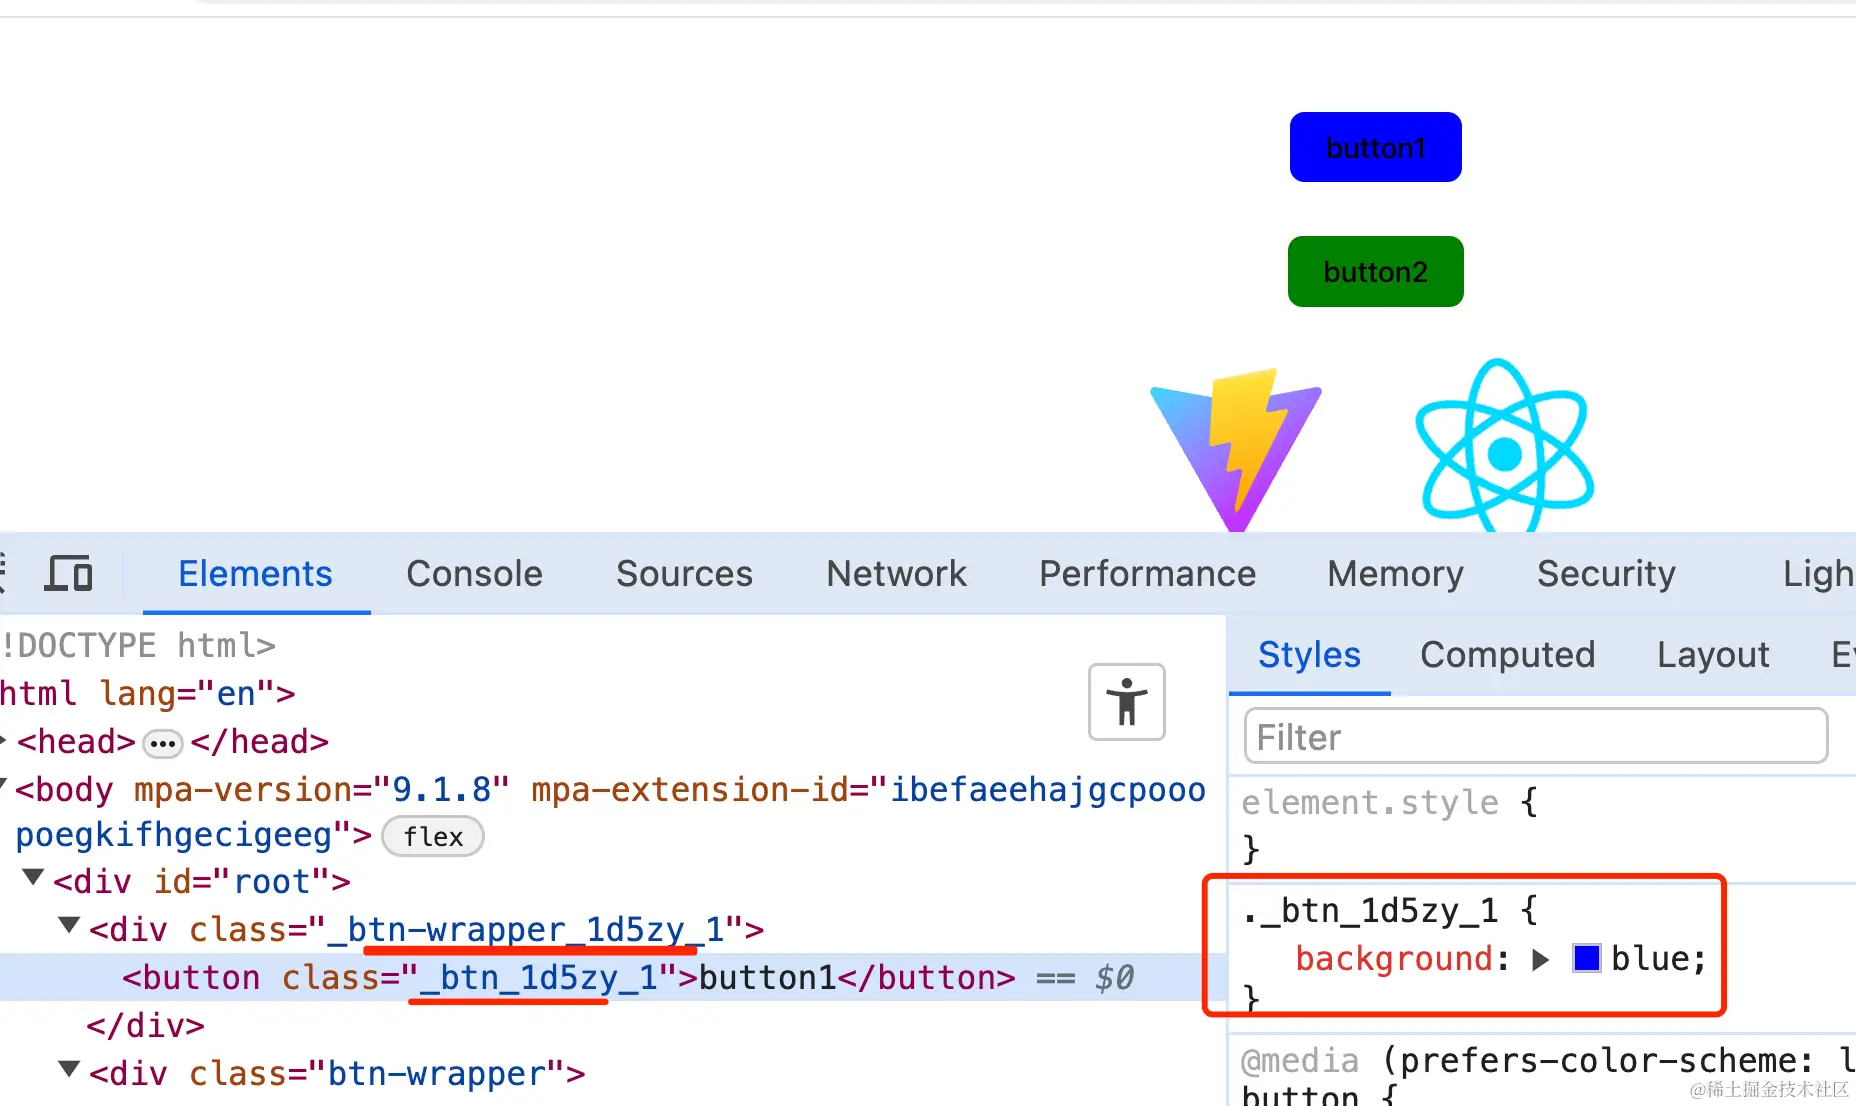 button1
button2
Elements Console Sources Network Performance Memory Security Ligh
!DOCTYPE html>
html lang="en">
<head> ••• </head>
<body mpa-version="9.1.8" mpa-extension-id="ibefaeehajgcpooo
poegkifhgecigeeg"> flex
<div id="root">
<div class="_btn-wrapper_1d5zy_1">
<button class="_btn_1d5zy_1">button1</button> == $0
</div>
<div class="btn-wrapper">
Styles Computed Layout Ev
Filter
element.style {
}
._btn_1d5zy_1 {
background: blue;
}
@media (prefers-color-scheme: l
button {
@稀土掘金技术社区